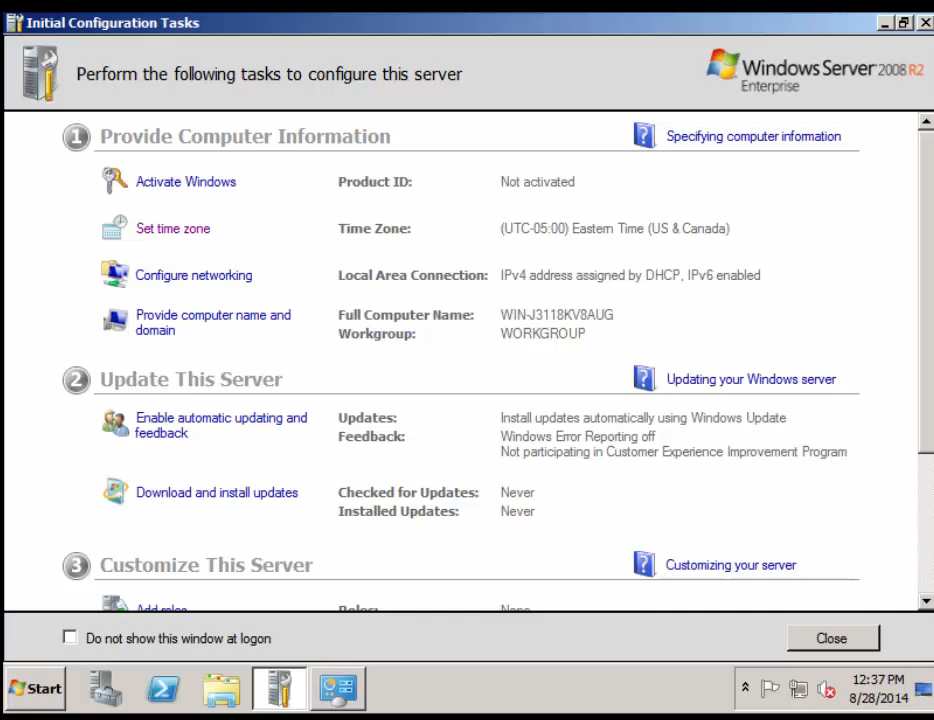 Initial Configuration Tasks
Perform the following tasks to configure this server
Windows Server 2008 R2
Enterprise
1 Provide Computer Information
Specifying computer information
Activate Windows Product ID: Not activated
Set time zone Time Zone: (UTC-05:00) Eastern Time (US & Canada)
Configure networking Local Area Connection: IPv4 address assigned by DHCP, IPv6 enabled
Provide computer name and Full Computer Name: WIN-J3118KV8AUG
domain Workgroup: WORKGROUP
2 Update This Server
Updating your Windows server
Enable automatic updating and Updates: Install updates automatically using Windows Update
feedback Feedback: Windows Error Reporting off
Not participating in Customer Experience Improvement Program
Download and install updates Checked for Updates: Never
Installed Updates: Never
3 Customize This Server
Customizing your server
Add roles Roles: None
Do not show this window at logon
Close
Start
12:37 PM
8/28/2014